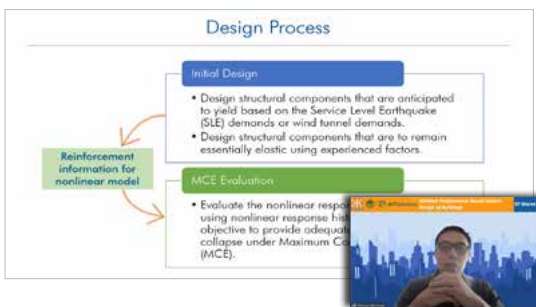 Design Process
Initial Design
• Design structural components that are anticipated
to yield based on the Service Level Earthquake
(SLE) demands or wind tunnel demands.
• Design structural components that are to remain
essentially elastic using experienced factors.
Reinforcement
information for
nonlinear model
MCE Evaluation
• Evaluate the nonlinear respon
using nonlinear response hist
objective to provide adequat
collapse under Maximum Co
(MCE).